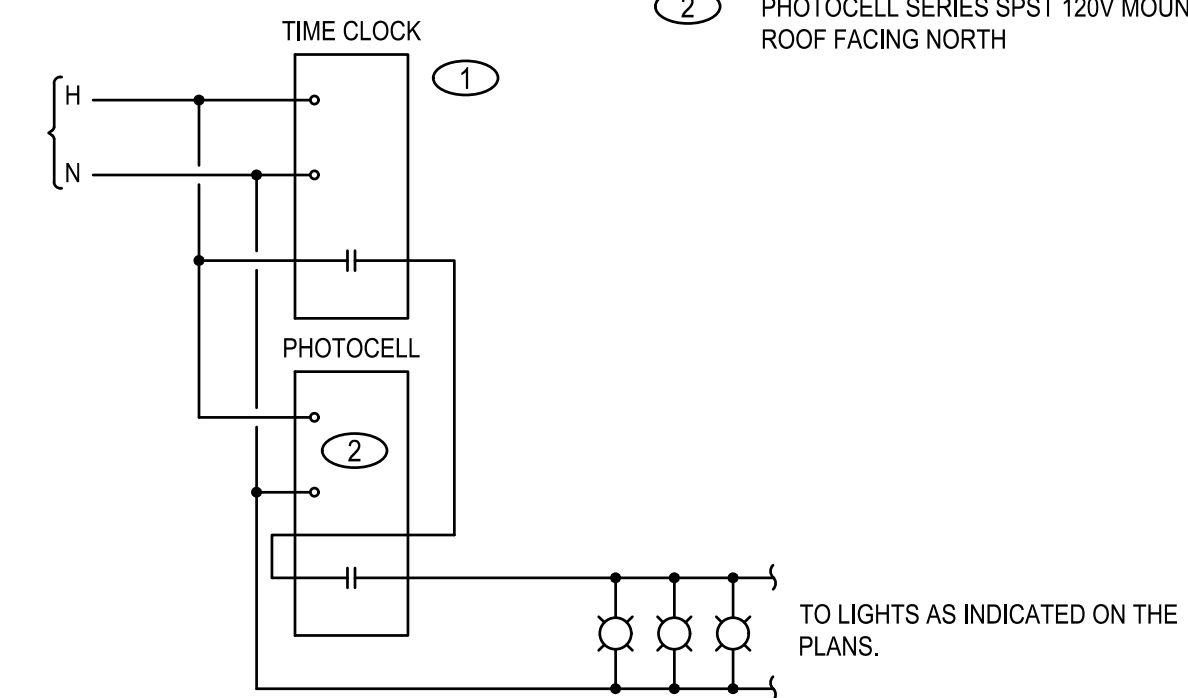 2 PHOTOCELL SERIES SPST 120V
ROOF FACING NORTH
TIME CLOCK
1
H
N
PHOTOCELL
2
TO LIGHTS AS INDICATED ON THE
PLANS.